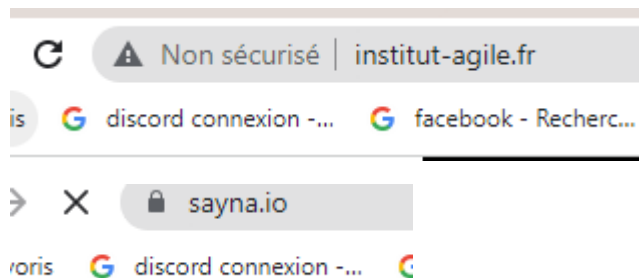 Non sécurisé | institut-agile.fr
is discord connexion -... facebook - Recherc...
sayna.io
voris discord connexion -...